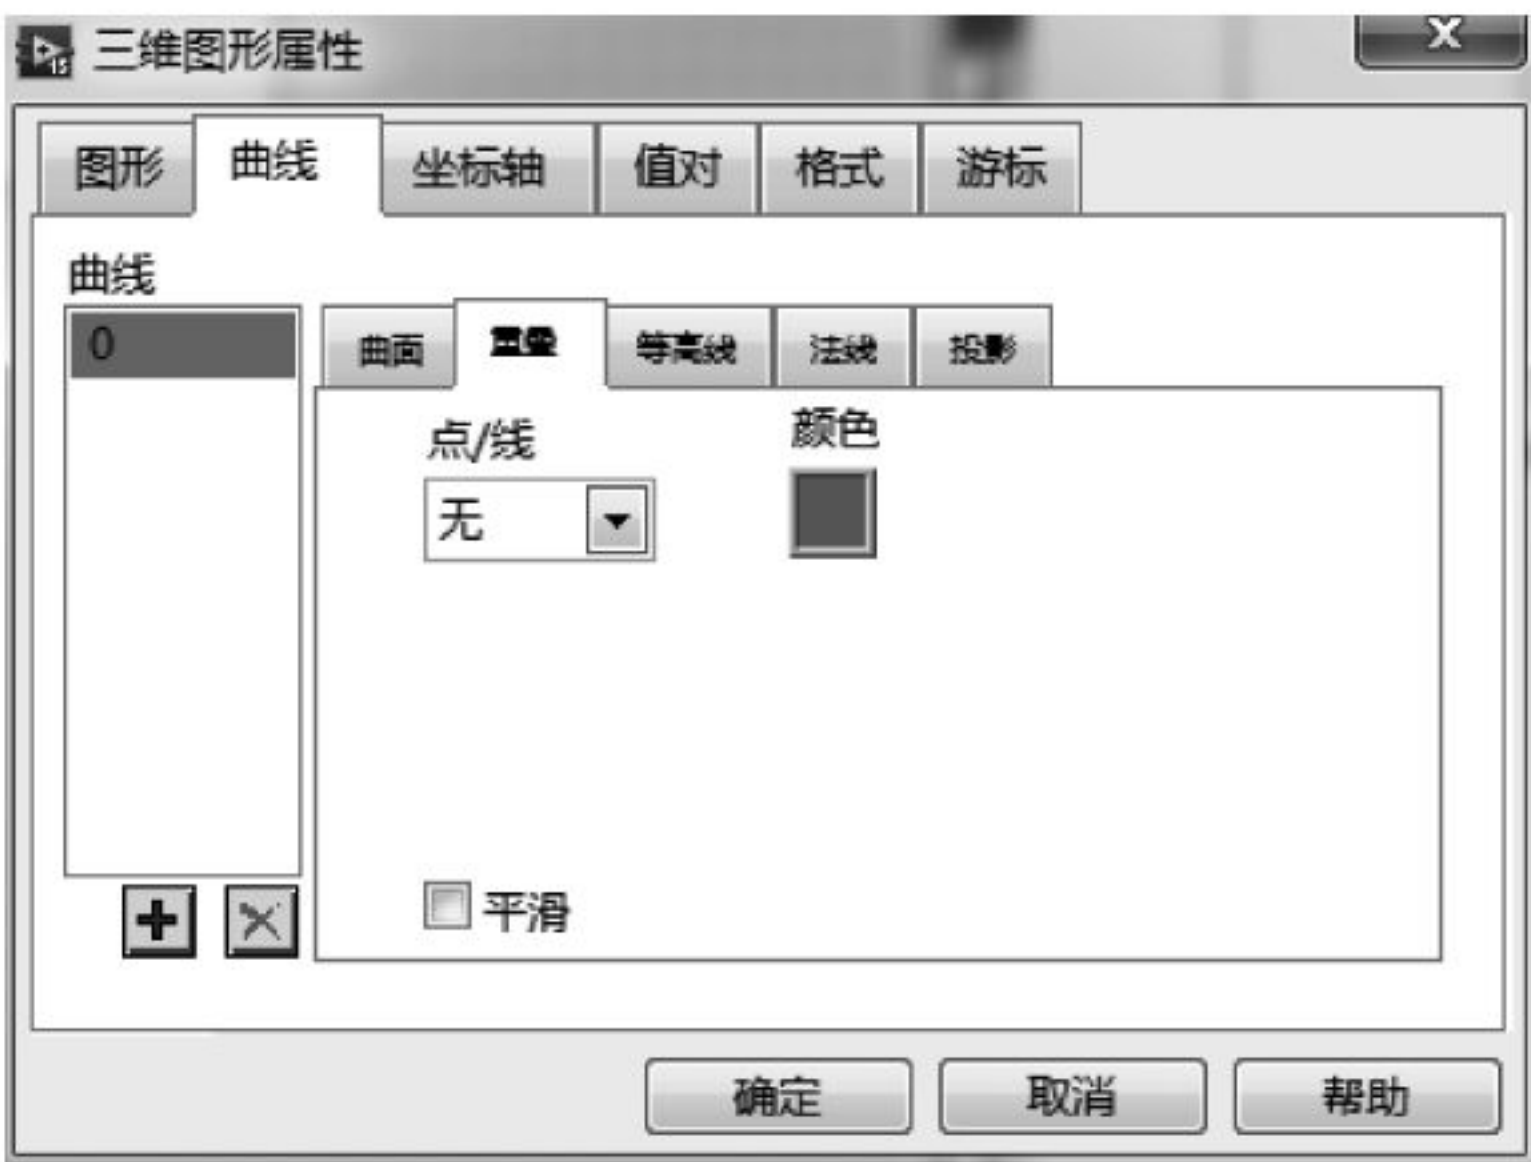 三维图形属性
图形 曲线 坐标轴 值对 格式 游标
曲线
0
曲面 重叠 等高线 法线 投影
点/线 颜色
无
平滑
确定 取消 帮助